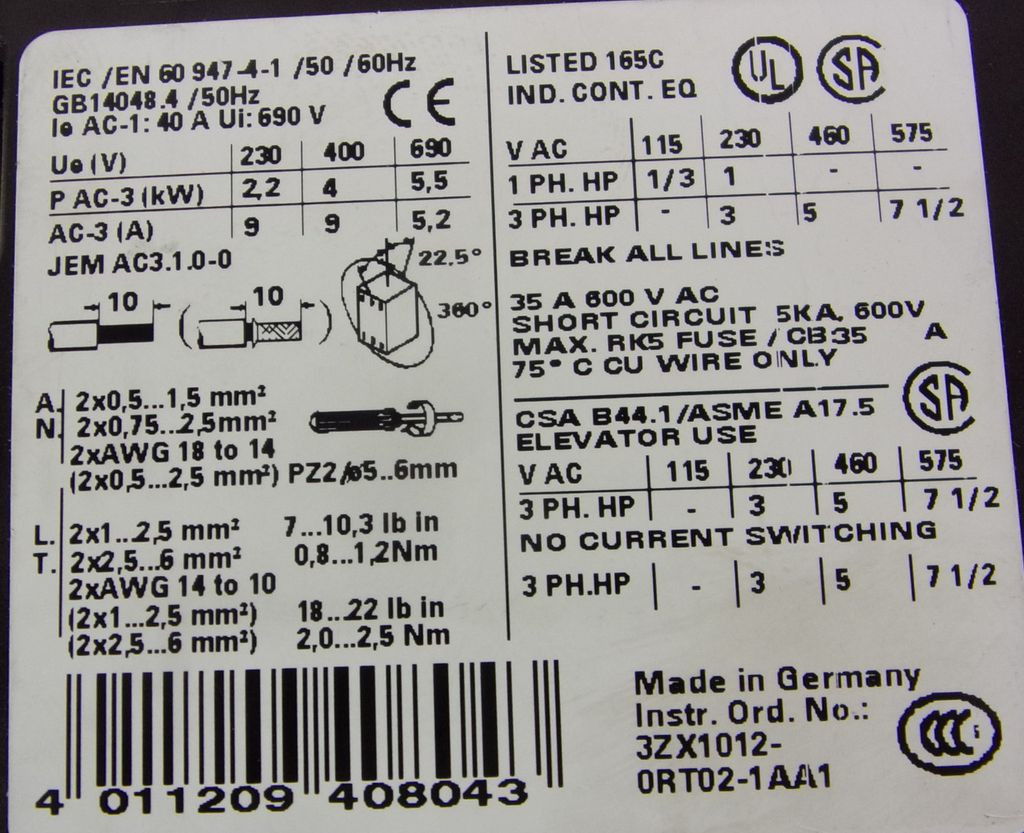 IEC /EN 60 947-4-1 /50 /60Hz
GB14048.4 /50Hz
Ie AC-1: 40 A Ui: 690 V
CE
Ue (V) 230 400 690
P AC-3 (kW) 2,2 4 5,5
AC-3 (A) 9 9 5,2
JEM AC3.1.0-0
22.5°
10 10 360°
A. 2x0,5...1,5 mm²
N. 2x0,75...2,5mm²
2xAWG 18 to 14
(2x0,5...2,5 mm²) PZ2/ø5..6mm
L. 2x1...2,5 mm² 7...10,3 lb in
T. 2x2,5...6 mm² 0,8...1,2Nm
2xAWG 14 to 10
(2x1...2,5 mm²) 18...22 lb in
(2x2,5...6 mm²) 2,0...2,5 Nm
4 011209 408043
LISTED 165C UL SA
IND. CONT. EQ
V AC 115 230 460 575
1 PH. HP 1/3 1 - -
3 PH. HP - 3 5 7 1/2
BREAK ALL LINES
35 A 600 V AC
SHORT CIRCUIT 5KA, 600V
MAX. RK5 FUSE / CB35 A
75° C CU WIRE ONLY
SA
CSA B44.1/ASME A17.5
ELEVATOR USE
V AC 115 230 460 575
3 PH. HP - 3 5 7 1/2
NO CURRENT SWITCHING
3 PH.HP - 3 5 7 1/2
Made in Germany
Instr. Ord. No.:
3ZX1012-
0RT02-1AA1
CCC